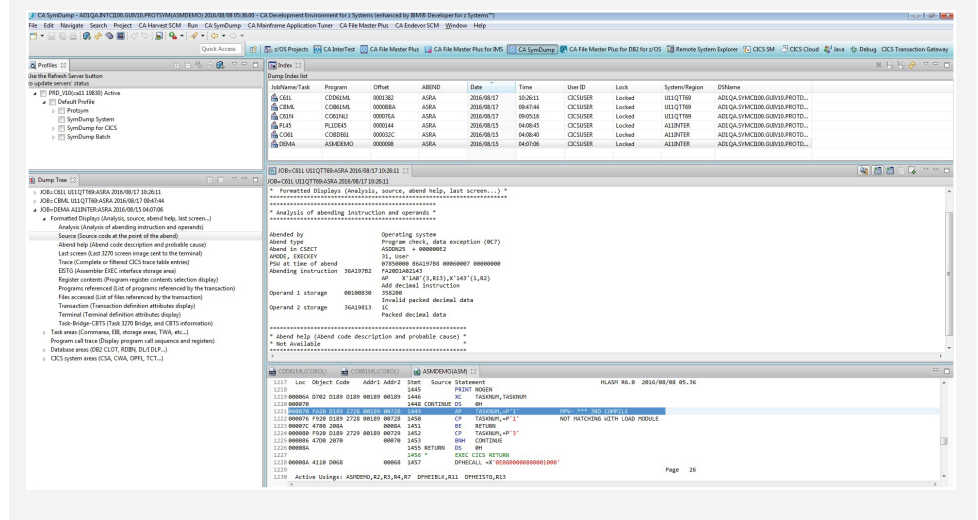 CA SymDump - AD1QA.INTCI100.GUIV10.PROTSYM(ASMDEMO) 2016/08/08 05:36:00 - CA Development Environment for z Systems (enhanced by IBM® Developer for z Systems™)
File Edit Navigate Search Project CA Harvest SCM Run CA SymDump CA Mainframe Application Tuner CA File Master Plus CA Endevor SCM Window Help
Quick Access z/OS Projects CA InterTest CA File Master Plus CA File Master Plus for IMS CA SymDump CA File Master Plus for DB2 for z/OS Remote System Explorer CICS SM CICS Cloud Java Debug CICS Transaction Gateway
Profiles
Use the Refresh Server button
to update servers' status
PRD_V10(ca11 19830) Active
Default Profile
Protsym
SymDump System
SymDump for CICS
SymDump Batch
Index
Dump Index list
JobName/Task Program Offset ABEND Date Time User ID Lock System/Region DSName
C61L CDD61ML 0001382 ASRA 2016/08/17 10:26:11 CICSUSER Locked U11QTT69 AD1QA.SYMCI100.GUIV10.PROTD...
CBML COB61ML 00008BA ASRA 2016/08/17 09:47:44 CICSUSER Locked U11QTT69 AD1QA.SYMCI100.GUIV10.PROTD...
C61N CO61NLI 00007EA ASRA 2016/08/17 09:05:16 CICSUSER Locked U11QTT69 AD1QA.SYMCI100.GUIV10.PROTD...
PL45 PL1DE45 0000144 ASRA 2016/08/15 04:08:45 CICSUSER Locked A11INTER AD1QA.SYMCI100.GUIV10.PROTD...
CO61 COBDE61 000032C ASRA 2016/08/15 04:08:40 CICSUSER Locked A11INTER AD1QA.SYMCI100.GUIV10.PROTD...
DEMA ASMDEMO 0000098 ASRA 2016/08/15 04:07:06 CICSUSER Locked A11INTER AD1QA.SYMCI100.GUIV10.PROTD...
Dump Tree
JOB=C61L U11QTT69:ASRA 2016/08/17 10:26:11
JOB=CBML U11QTT69:ASRA 2016/08/17 09:47:44
JOB=DEMA A11INTER:ASRA 2016/08/15 04:07:06
Formatted Displays (Analysis, source, abend help, last screen...)
Analysis (Analysis of abending instruction and operands)
Source (Source code at the point of the abend)
Abend help (Abend code description and probable cause)
Last screen (Last 3270 screen image sent to the terminal)
Trace (Complete or filtered CICS trace table entries)
EISTG (Assembler EXEC interface storage area)
Register contents (Program register contents selection display)
Programs referenced (List of programs referenced by the transaction)
Files accessed (List of files referenced by the transaction)
Transaction (Transaction definition attributes display)
Terminal (Terminal definition attributes display)
Task-Bridge-CBTS (Task 3270 Bridge, and CBTS information)
Task areas (Commarea, EIB, storage areas, TWA, etc...)
Program call trace (Display program call sequence and registers)
Database areas (DB2 CLOT, RDIIN, DL/I DLP...)
CICS system areas (CSA, CWA, OPFL, TCT...)
JOB=C61L U11QTT69:ASRA 2016/08/17 10:26:11
JOB=C61L U11QTT69:ASRA 2016/08/17 10:26:11
* Formatted Displays (Analysis, source, abend help, last screen...) *
* Analysis of abending instruction and operands *
Abended by Operating system
Abend type Program check, data exception (0C7)
Abend in CSECT ASDDN25 + 000000E2
AMODE, EXECKEY 31, User
PSW at time of abend 07850000 B6A197B8 00060007 00000000
Abending instruction 36A197B2 FA20D1A02143
AP X'1A0'(3,R13),X'143'(1,R2)
Add decimal instruction
Operand 1 storage 00100830 358200
Invalid packed decimal data
Operand 2 storage 36A19813 1C
Packed decimal data
* Abend help (Abend code description and probable cause) *
* Not Available *
CDD61ML(COBOL) COB61ML(COBOL) ASMDEMO(ASM)
1217 Loc Object Code Addr1 Addr2 Stmt Source Statement HLASM R6.0 2016/08/08 05.36
1218 1445 PRINT NOGEN
1219 00006A D702 D189 D189 00189 00189 1446 XC TASKNUM,TASKNUM
1220 000070 1448 CONTINUE DS 0H
1221 000070 FA20 D189 2728 00189 00728 1449 AP TASKNUM,=P'1' MPV- *** 3RD COMPILE
1222 000076 F920 D189 2728 00189 00728 1450 CP TASKNUM,=P'1' NOT MATCHING WITH LOAD MODULE
1223 00007C 4780 208A 0008A 1451 BE RETURN
1224 000080 F920 D189 2729 00189 00729 1452 CP TASKNUM,=P'3'
1225 000086 47D0 2070 00070 1453 BNH CONTINUE
1226 00008A 1455 RETURN DS 0H
1227 1456 * EXEC CICS RETURN
1228 00008A 4110 D068 00068 1457 DFHECALL =X'0E0800000000001000'
1229 Page 26
1230 Active Usings: ASMDEMO,R2,R3,R4,R7 DFHEIBLK,R11 DFHEISTG,R13